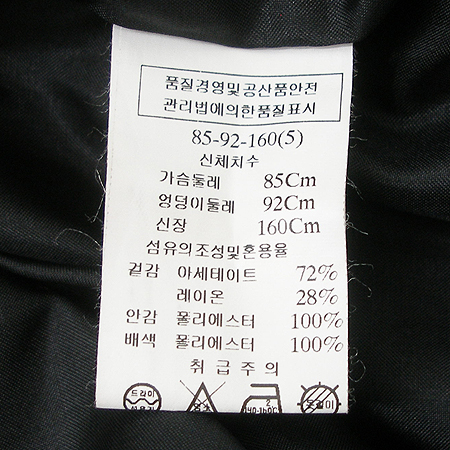 품질경영및공산품안전
관리법에의한품질표시
85-92-160(5)
신체치수
가슴둘레 85Cm
엉덩이둘레 92Cm
신장 160Cm
섬유의조성및혼용율
겉감 아세테이트 72%
레이온 28%
안감 폴리에스터 100%
배색 폴리에스터 100%
취급주의
드라이
2